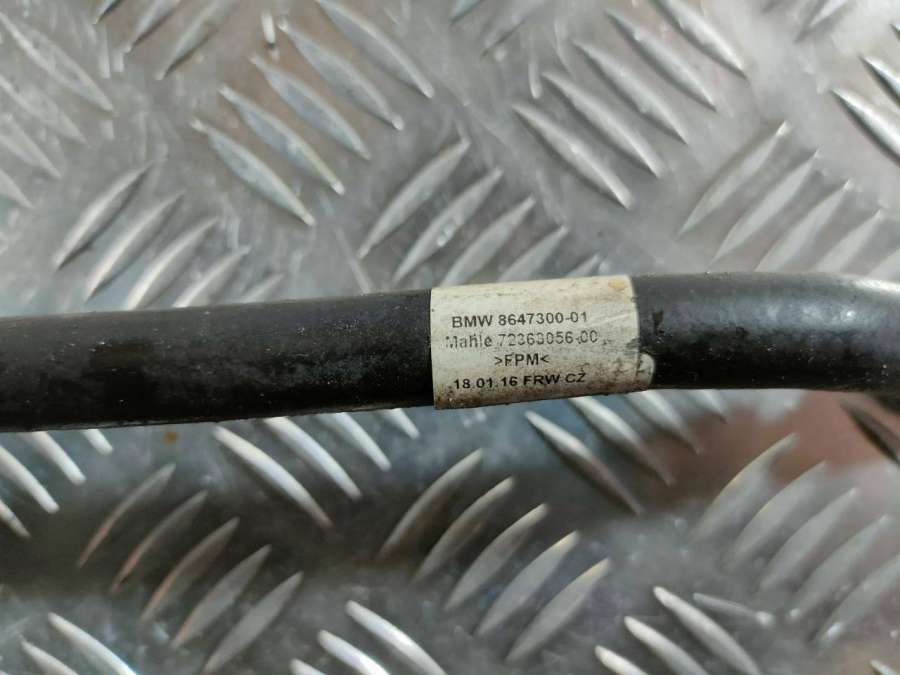 BMW 8647300-01
Mahle 72363056-00
>FPM<
18.01.16 FRW CZ